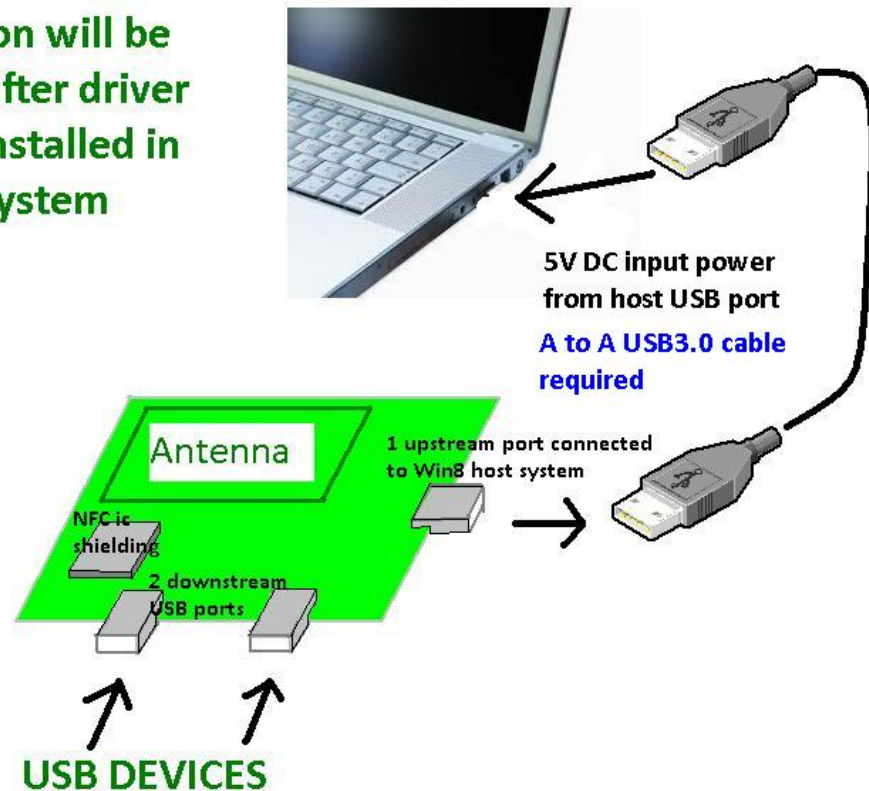 on will be
fter driver
nstalled in
ystem
5V DC input power
from host USB port
A to A USB3.0 cable
required
Antenna
1 upstream port connected
to Win8 host system
NFC ic
shielding
2 downstream
USB ports
USB DEVICES